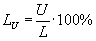 L_U = U/L · 100%